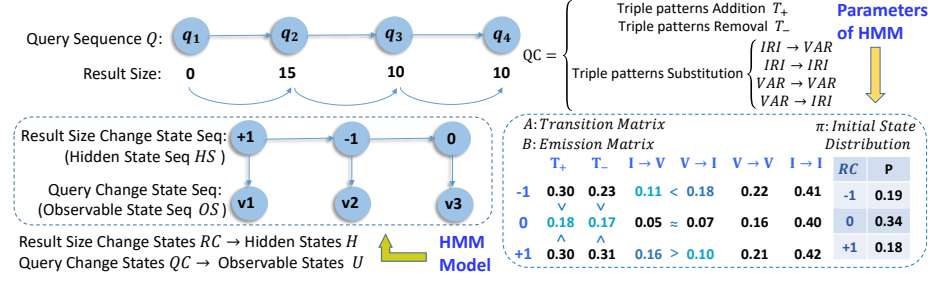 Query Sequence Q: q1 q2 q3 q4
Result Size: 0 15 10 10
QC =
Triple patterns Addition T+
Triple patterns Removal T−
Triple patterns Substitution
IRI → VAR
IRI → IRI
VAR → VAR
VAR → IRI
Parameters
of HMM
Result Size Change State Seq: +1 -1 0
(Hidden State Seq HS )
Query Change State Seq:
(Observable State Seq OS) v1 v2 v3
Result Size Change States RC → Hidden States H
Query Change States QC → Observable States U
HMM
Model
A: Transition Matrix
B: Emission Matrix
T+ T− I → V V → I V → V I → I
-1 0.30 0.23 0.11 < 0.18 0.22 0.41
∨ ∨
0 0.18 0.17 0.05 ≈ 0.07 0.16 0.40
∧ ∧
+1 0.30 0.31 0.16 > 0.10 0.21 0.42
π: Initial State
Distribution
RC P
-1 0.19
0 0.34
+1 0.18